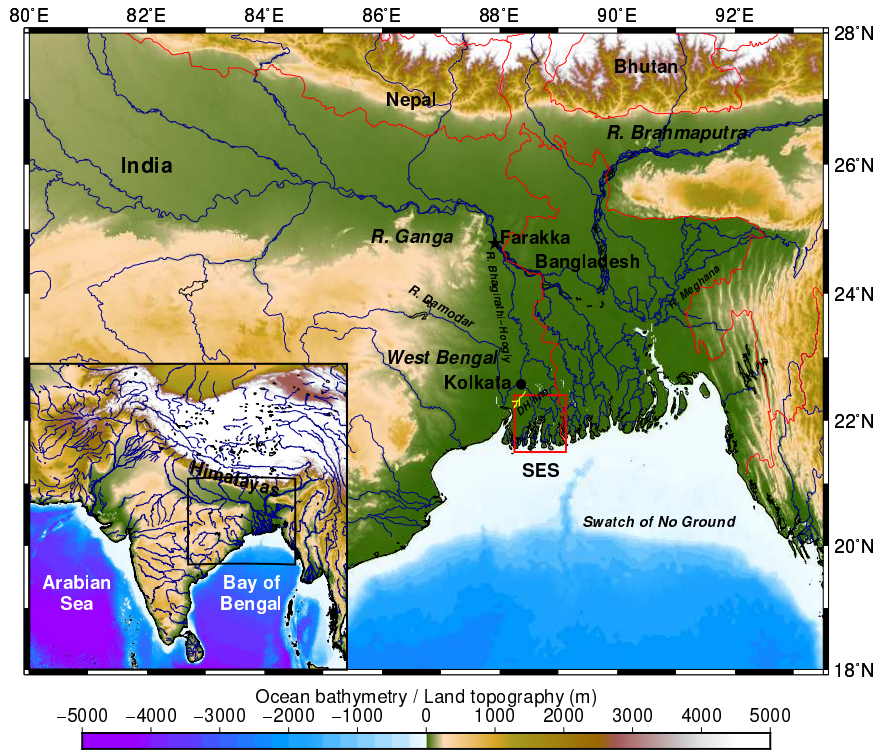 80°E 82°E 84°E 86°E 88°E 90°E 92°E
28°N
Bhutan
Nepal
R. Brahmaputra
India
26°N
R. Ganga
Farakka
Bangladesh
R. Bhagirathi-Hoogly
R. Meghana
24°N
R. Damodar
West Bengal
Kolkata
22°N
SES
Himalayas
Swatch of No Ground
20°N
Arabian
Sea
Bay of
Bengal
18°N
Ocean bathymetry / Land topography (m)
−5000 −4000 −3000 −2000 −1000 0 1000 2000 3000 4000 5000